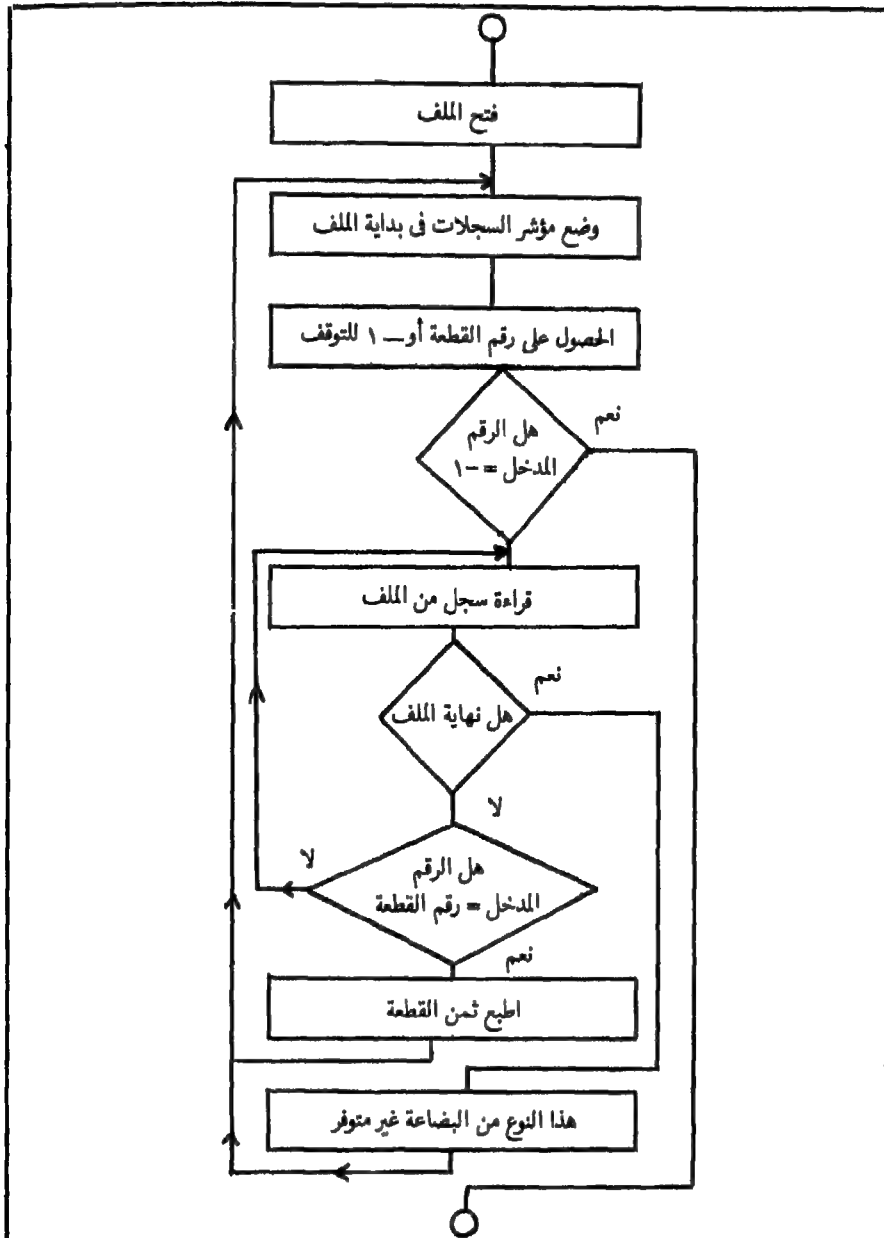 فتح الملف
وضع مؤشر السجلات فى بداية الملف
الحصول على رقم القطعة أو — ١ للتوقف
نعم
هل الرقم
المدخل = -١
قراءة سجل من الملف
نعم
هل نهاية الملف
لا
لا
هل الرقم
المدخل = رقم القطعة
نعم
اطبع ثمن القطعة
هذا النوع من البضاعة غير متوفر